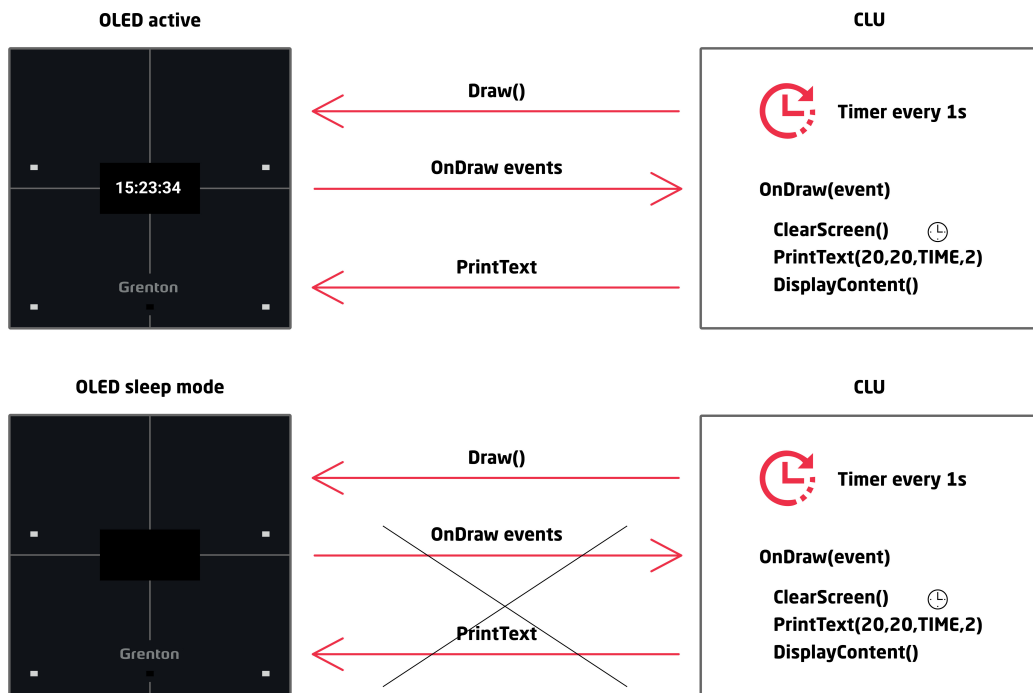 OLED active
CLU
Draw()
Timer every 1s
OnDraw events
15:23:34
OnDraw(event)
ClearScreen()
PrintText(20,20,TIME,2)
DisplayContent()
PrintText
Grenton
OLED sleep mode
CLU
Draw()
Timer every 1s
OnDraw events
OnDraw(event)
ClearScreen()
PrintText(20,20,TIME,2)
DisplayContent()
PrintText
Grenton